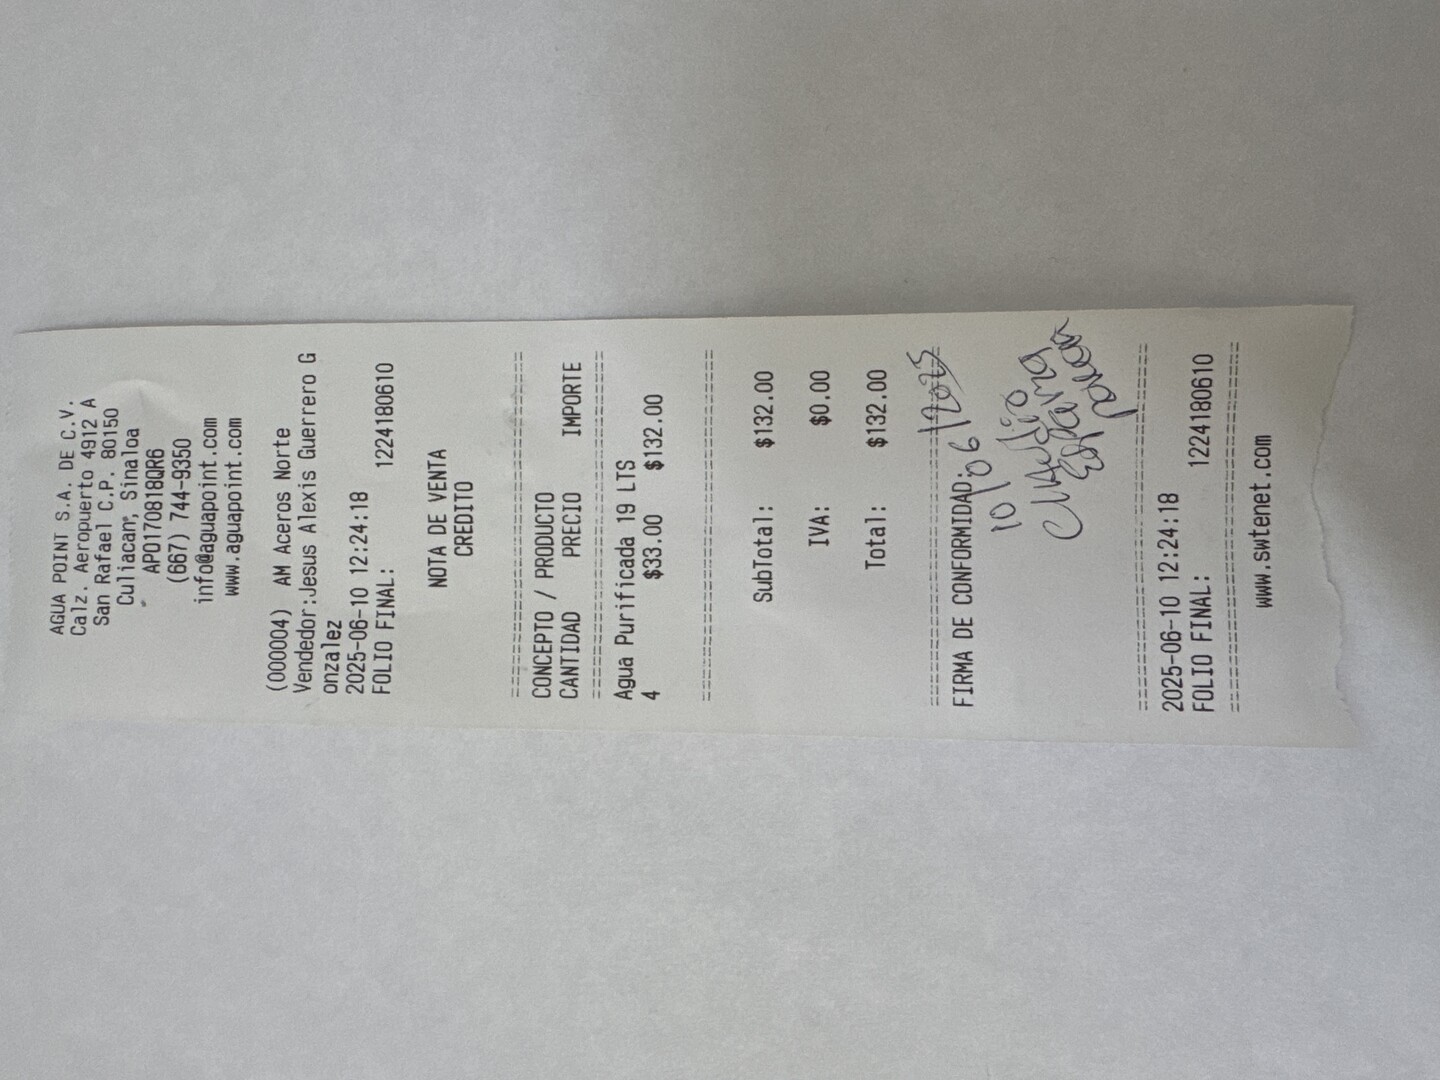 AGUA POINT S.A. DE C.V.
Calz. Aeropuerto 4912 A
San Rafael C.P. 80150
Culiacan, Sinaloa
APO170818QR6
(667) 744-9350
info@aguapoint.com
www.aguapoint.com
(000004) AM Aceros Norte
Vendedor:Jesus Alexis Guerrero G
onzalez
2025-06-10 12:24:18
FOLIO FINAL: 1224180610
NOTA DE VENTA
CREDITO
================================
CONCEPTO / PRODUCTO
CANTIDAD PRECIO IMPORTE
================================
Agua Purificada 19 LTS
4 $33.00 $132.00
================================
SubTotal: $132.00
IVA: $0.00
Total: $132.00
================================
FIRMA DE CONFORMIDAD:
10/06/2025
Claudio
================================
2025-06-10 12:24:18
FOLIO FINAL: 1224180610
================================
www.swtenet.com